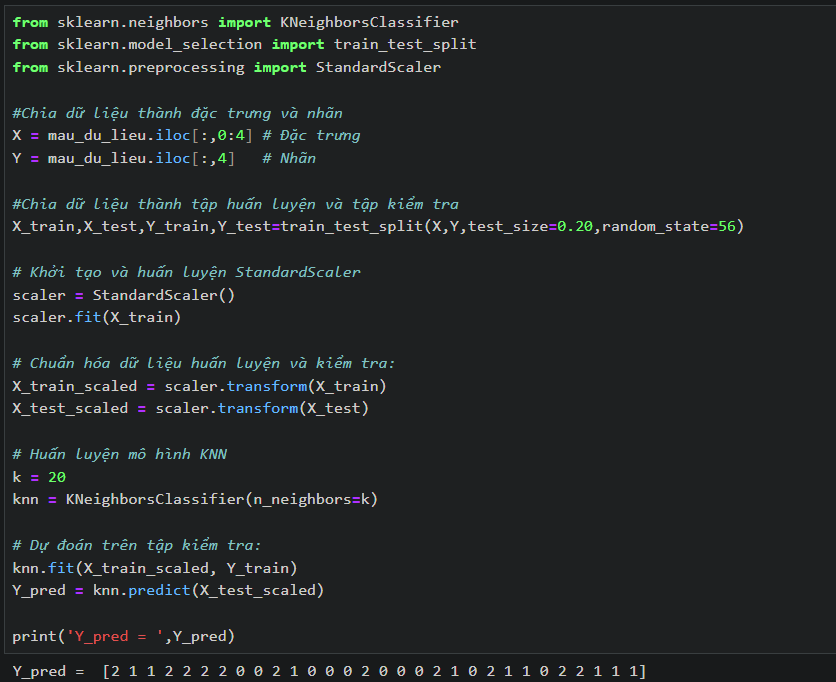 from sklearn.neighbors import KNeighborsClassifier
from sklearn.model_selection import train_test_split
from sklearn.preprocessing import StandardScaler
#Chia dữ liệu thành đặc trưng và nhãn
X = mau_du_lieu.iloc[:,0:4] # Đặc trưng
Y = mau_du_lieu.iloc[:,4]   # Nhãn
#Chia dữ liệu thành tập huấn luyện và tập kiểm tra
X_train,X_test,Y_train,Y_test=train_test_split(X,Y,test_size=0.20,random_state=56)
# Khởi tạo và huấn luyện StandardScaler
scaler = StandardScaler()
scaler.fit(X_train)
# Chuẩn hóa dữ liệu huấn luyện và kiểm tra:
X_train_scaled = scaler.transform(X_train)
X_test_scaled = scaler.transform(X_test)
# Huấn luyện mô hình KNN
k = 20
knn = KNeighborsClassifier(n_neighbors=k)
# Dự đoán trên tập kiểm tra:
knn.fit(X_train_scaled, Y_train)
Y_pred = knn.predict(X_test_scaled)
print('Y_pred = ',Y_pred)
Y_pred =  [2 1 1 2 2 2 2 0 0 2 1 0 0 0 2 0 0 0 2 1 0 2 1 1 0 2 2 1 1 1]